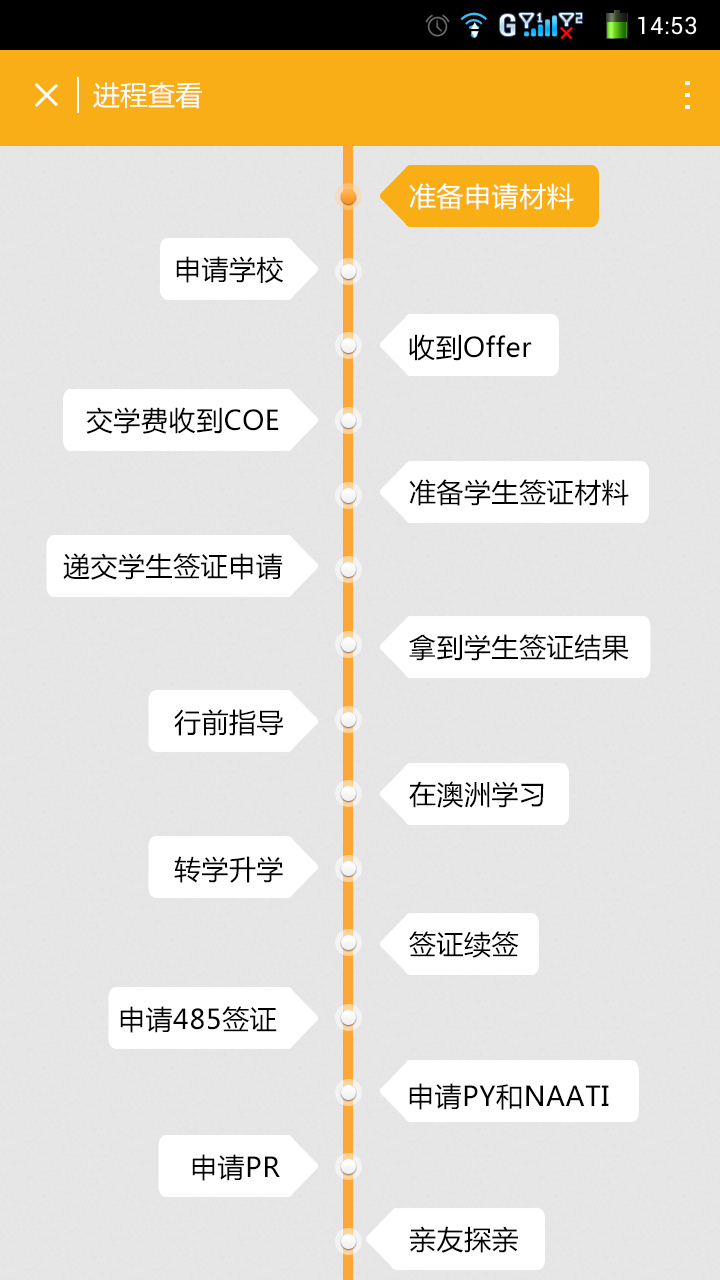 G 1 2 14:53
进程查看
准备申请材料
申请学校
收到Offer
交学费收到COE
准备学生签证材料
递交学生签证申请
拿到学生签证结果
行前指导
在澳洲学习
转学升学
签证续签
申请485签证
申请PY和NAATI
申请PR
亲友探亲